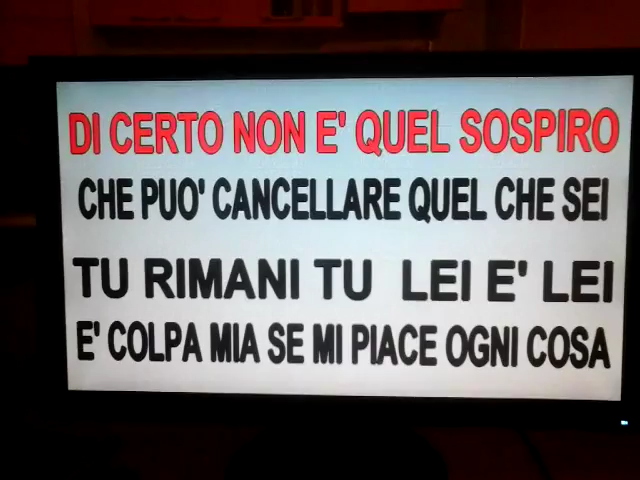 DI CERTO NON E' QUEL SOSPIRO
CHE PUO' CANCELLARE QUEL CHE SEI
TU RIMANI TU LEI E' LEI
E' COLPA MIA SE MI PIACE OGNI COSA